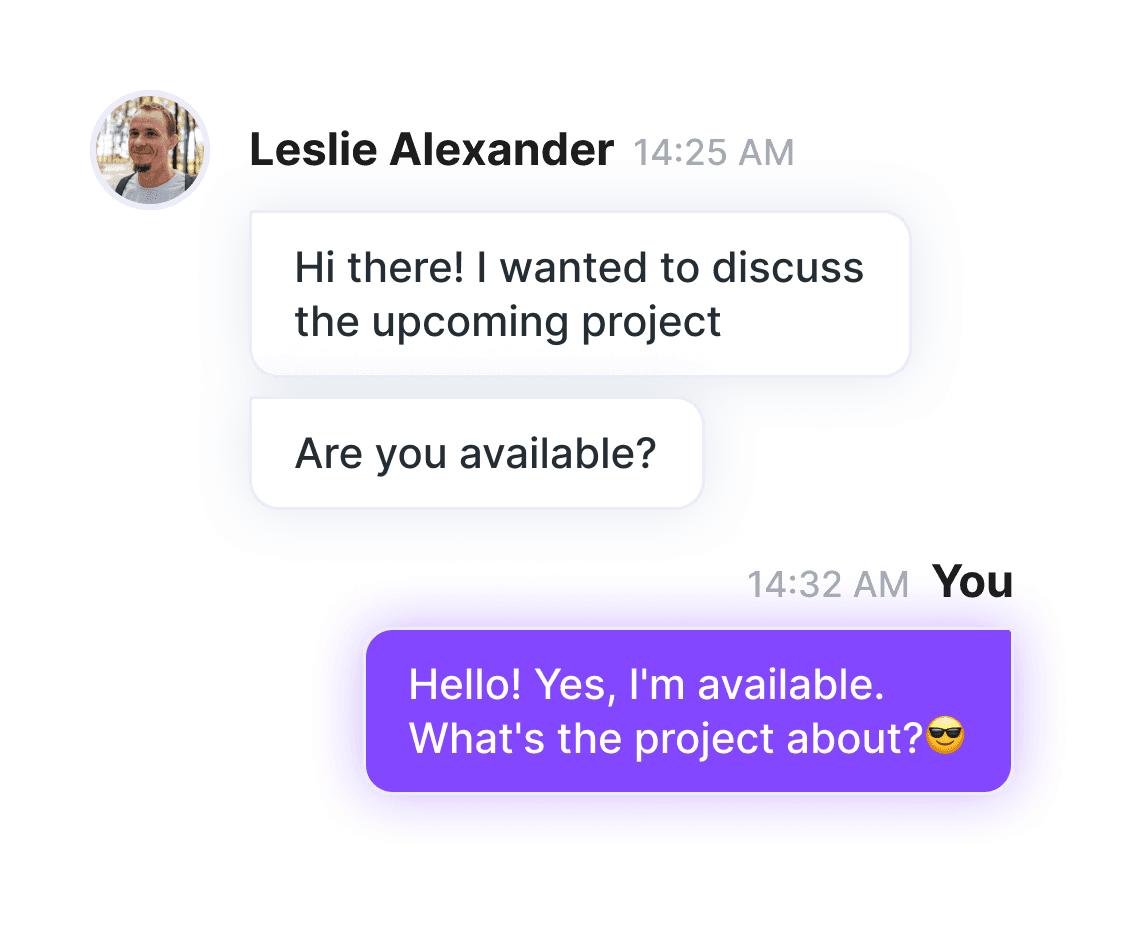 Leslie Alexander 14:25 AM
Hi there! I wanted to discuss
the upcoming project
Are you available?
14:32 AM You
Hello! Yes, I'm available.
What's the project about?😎